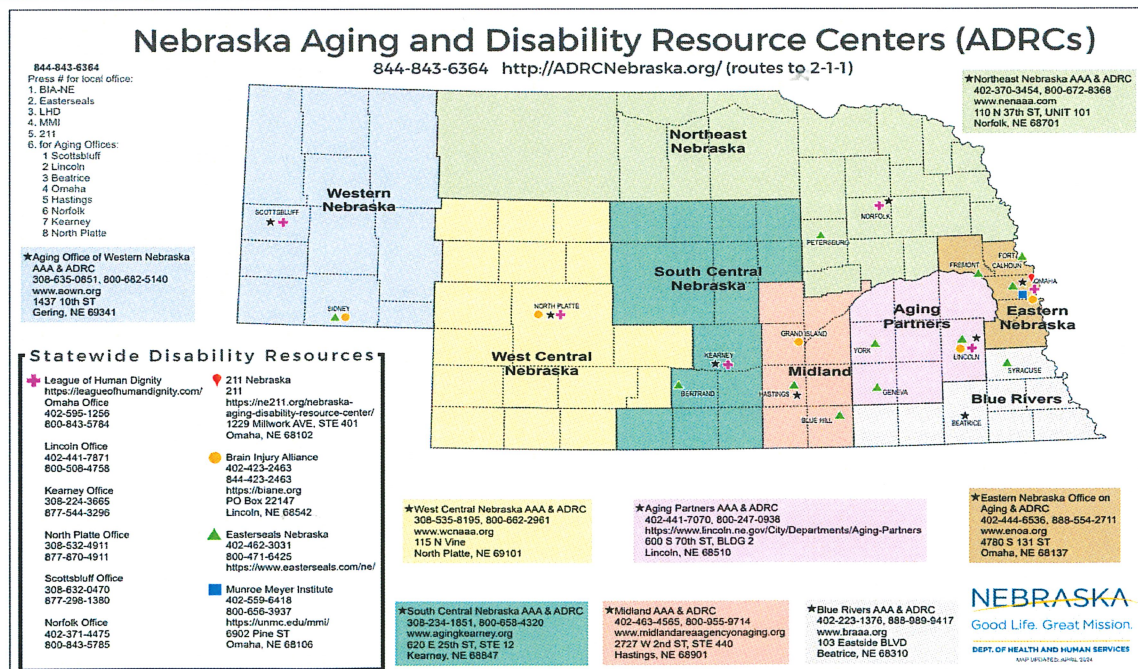 Nebraska Aging and Disability Resource Centers (ADRCs)
844-843-6364 http://ADRCNebraska.org/ (routes to 2-1-1)
844-843-6364
Press # for local office:
1. BIA-NE
2. Easterseals
3. LHD
4. MMI
5. 211
6. for Aging Offices:
1 Scottsbluff
2 Lincoln
3 Beatrice
4 Omaha
5 Hastings
6 Norfolk
7 Kearney
8 North Platte
Aging Office of Western Nebraska
AAA & ADRC
308-635-0851, 800-682-5140
www.aown.org
1437 10th ST
Gering, NE 69341
Northeast Nebraska AAA & ADRC
402-370-3454, 800-672-8368
www.nenaaa.com
110 N 37th ST, UNIT 101
Norfolk, NE 68701
Western
Nebraska
SCOTTSBLUFF
SIDNEY
Northeast
Nebraska
NORFOLK
PETERSBURG
South Central
Nebraska
KEARNEY
BERTRAND
NORTH PLATTE
West Central
Nebraska
GRAND ISLAND
Midland
HASTINGS
BLUE HILL
Aging
Partners
YORK
LINCOLN
GENEVA
FREMONT
FORT
CALHOUN
OMAHA
Eastern
Nebraska
SYRACUSE
Blue Rivers
BEATRICE
Statewide Disability Resources
League of Human Dignity
https://leagueofhumandignity.com/
Omaha Office
402-595-1256
800-843-5784
Lincoln Office
402-441-7871
800-508-4758
Kearney Office
308-224-3665
877-544-3296
North Platte Office
308-532-4911
877-870-4911
Scottsbluff Office
308-632-0470
877-298-1380
Norfolk Office
402-371-4475
800-843-5785
211 Nebraska
211
https://ne211.org/nebraska-
aging-disability-resource-center/
1229 Millwork AVE, STE 401
Omaha, NE 68102
Brain Injury Alliance
402-423-2463
844-423-2463
https://biane.org
PO Box 22147
Lincoln, NE 68542
Easterseals Nebraska
402-462-3031
800-471-6425
https://www.easterseals.com/ne/
Munroe Meyer Institute
402-559-6418
800-656-3937
https://unmc.edu/mmi/
6902 Pine ST
Omaha, NE 68106
West Central Nebraska AAA & ADRC
308-535-8195, 800-662-2961
www.wcnaaa.org
115 N Vine
North Platte, NE 69101
Aging Partners AAA & ADRC
402-441-7070, 800-247-0938
https://www.lincoln.ne.gov/City/Departments/Aging-Partners
600 S 70th ST, BLDG 2
Lincoln, NE 68510
Eastern Nebraska Office on
Aging & ADRC
402-444-6536, 888-554-2711
www.enoa.org
4780 S 131 ST
Omaha, NE 68137
South Central Nebraska AAA & ADRC
308-234-1851, 800-658-4320
www.agingkearney.org
620 E 25th ST, STE 12
Kearney, NE 68847
Midland AAA & ADRC
402-463-4565, 800-955-9714
www.midlandareaagencyonaging.org
2727 W 2nd ST, STE 440
Hastings, NE 68901
Blue Rivers AAA & ADRC
402-223-1376, 888-989-9417
www.braaa.org
103 Eastside BLVD
Beatrice, NE 68310
NEBRASKA
Good Life. Great Mission.
DEPT. OF HEALTH AND HUMAN SERVICES
MAP UPDATED: APRIL 2024